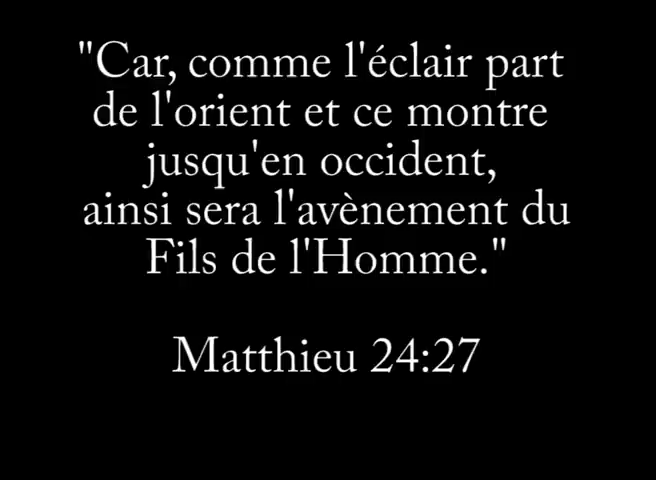 "Car, comme l'éclair part
de l'orient et ce montre
jusqu'en occident,
ainsi sera l'avènement du
Fils de l'Homme."
Matthieu 24:27